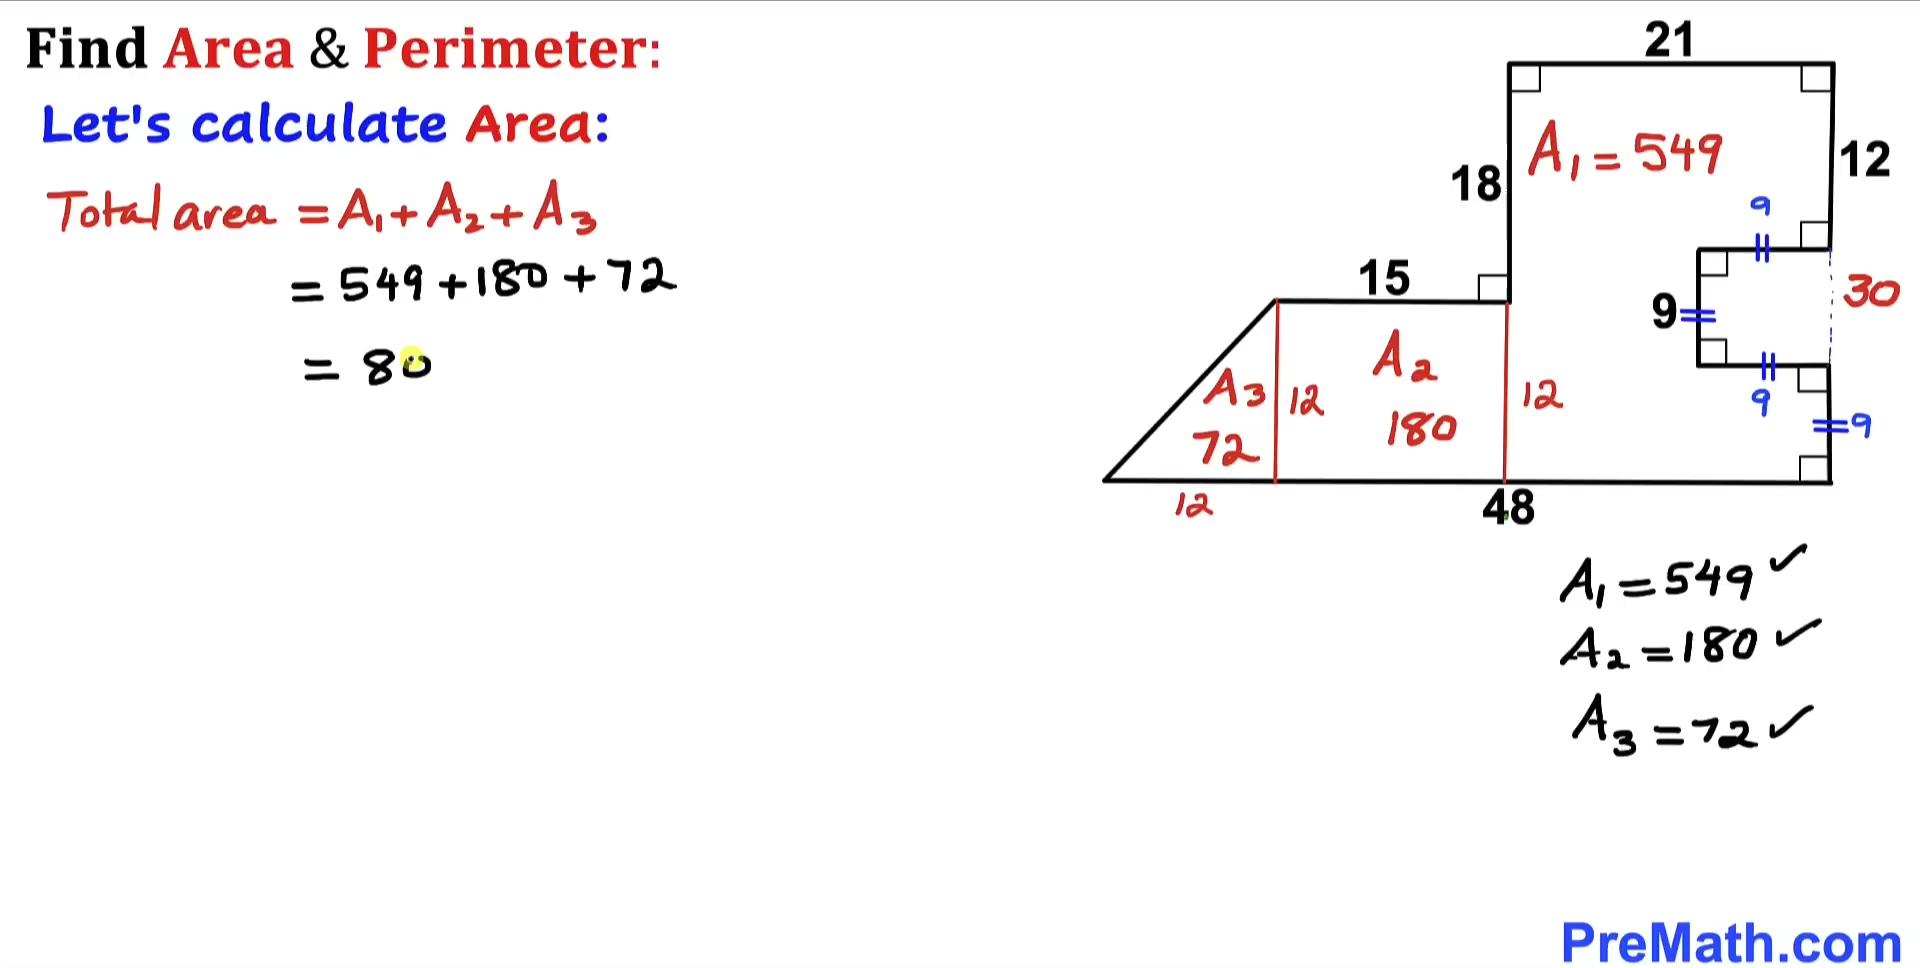 Find Area & Perimeter:
Let's calculate Area:
Total area = A₁ + A₂ + A₃
= 549 + 180 + 72
= 80
21
A₁ = 549
12
18
9
15
30
9
A₂
A₃
12
12
9
9
180
72
12
48
A₁ = 549 ✓
A₂ = 180 ✓
A₃ = 72 ✓
PreMath.com